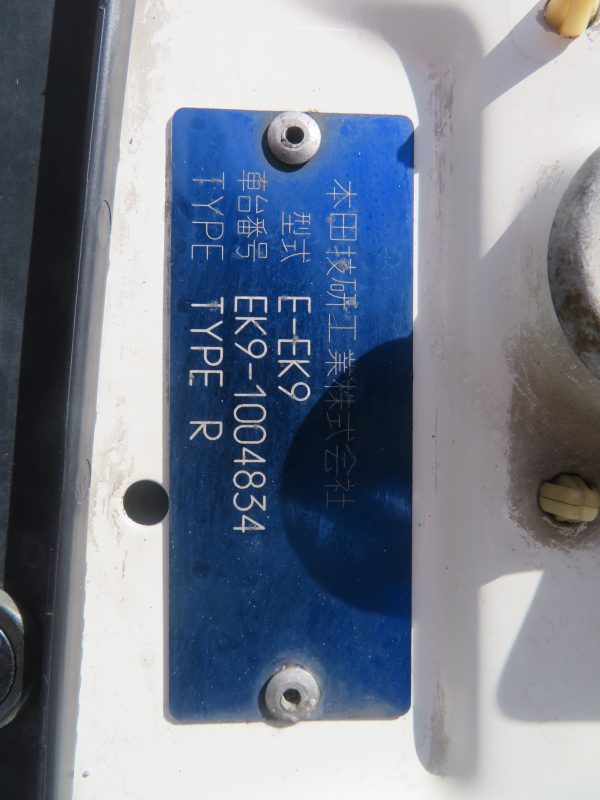 本田技研工業株式会社
型式 E-EK9
車台番号 EK9-1004834
TYPE TYPE R